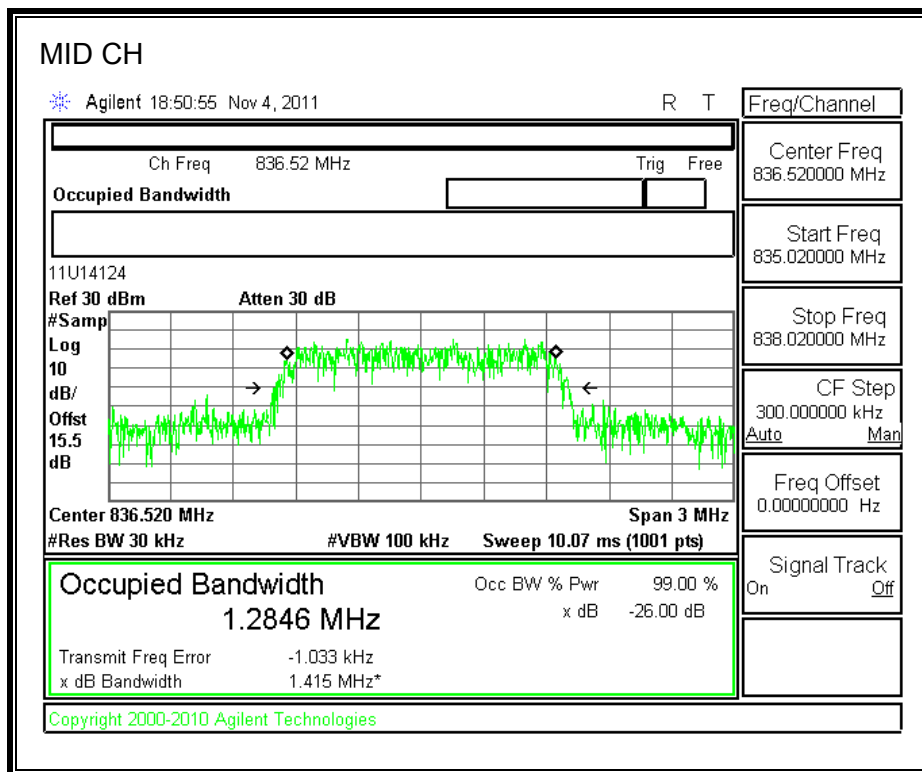 MID CH
Agilent 18:50:55 Nov 4, 2011 R T
Freq/Channel
Ch Freq 836.52 MHz Trig Free
Occupied Bandwidth
Center Freq
836.520000 MHz
Start Freq
835.020000 MHz
11U14124
Ref 30 dBm Atten 30 dB
#Samp
Log
10
dB/
Offst
15.5
dB
Stop Freq
838.020000 MHz
CF Step
300.000000 kHz
Auto Man
Freq Offset
0.00000000 Hz
Center 836.520 MHz Span 3 MHz
#Res BW 30 kHz #VBW 100 kHz Sweep 10.07 ms (1001 pts)
Signal Track
On Off
Occupied Bandwidth Occ BW % Pwr 99.00 %
1.2846 MHz x dB -26.00 dB
Transmit Freq Error -1.033 kHz
x dB Bandwidth 1.415 MHz*
Copyright 2000-2010 Agilent Technologies